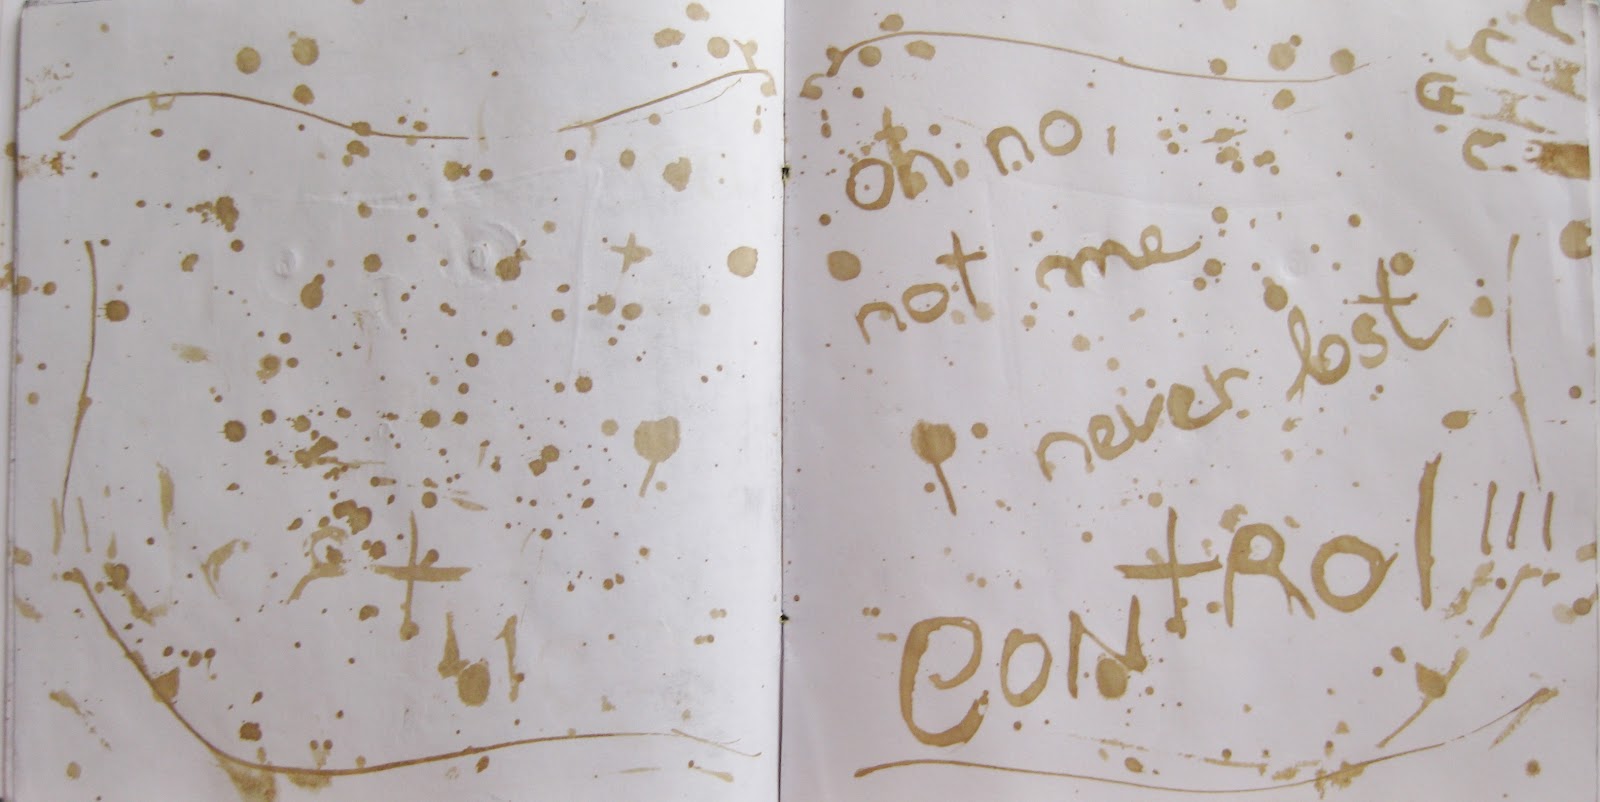 oh no,
not me
never lost
CONTROl!!!